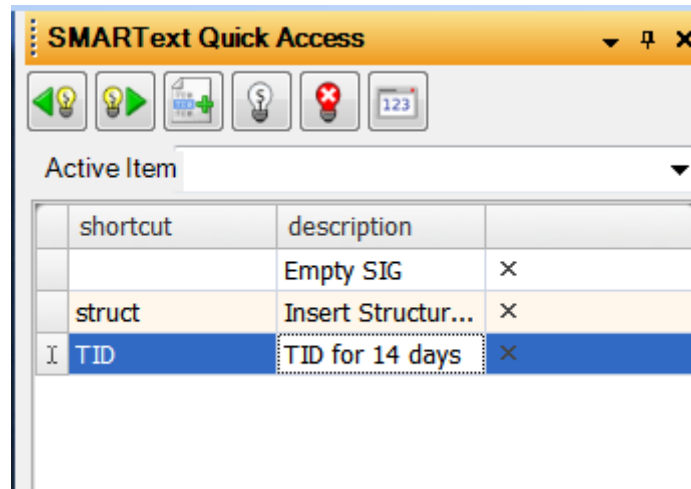 SMARText Quick Access
123
Active Item
shortcut description
Empty SIG
struct Insert Structur...
TID TID for 14 days